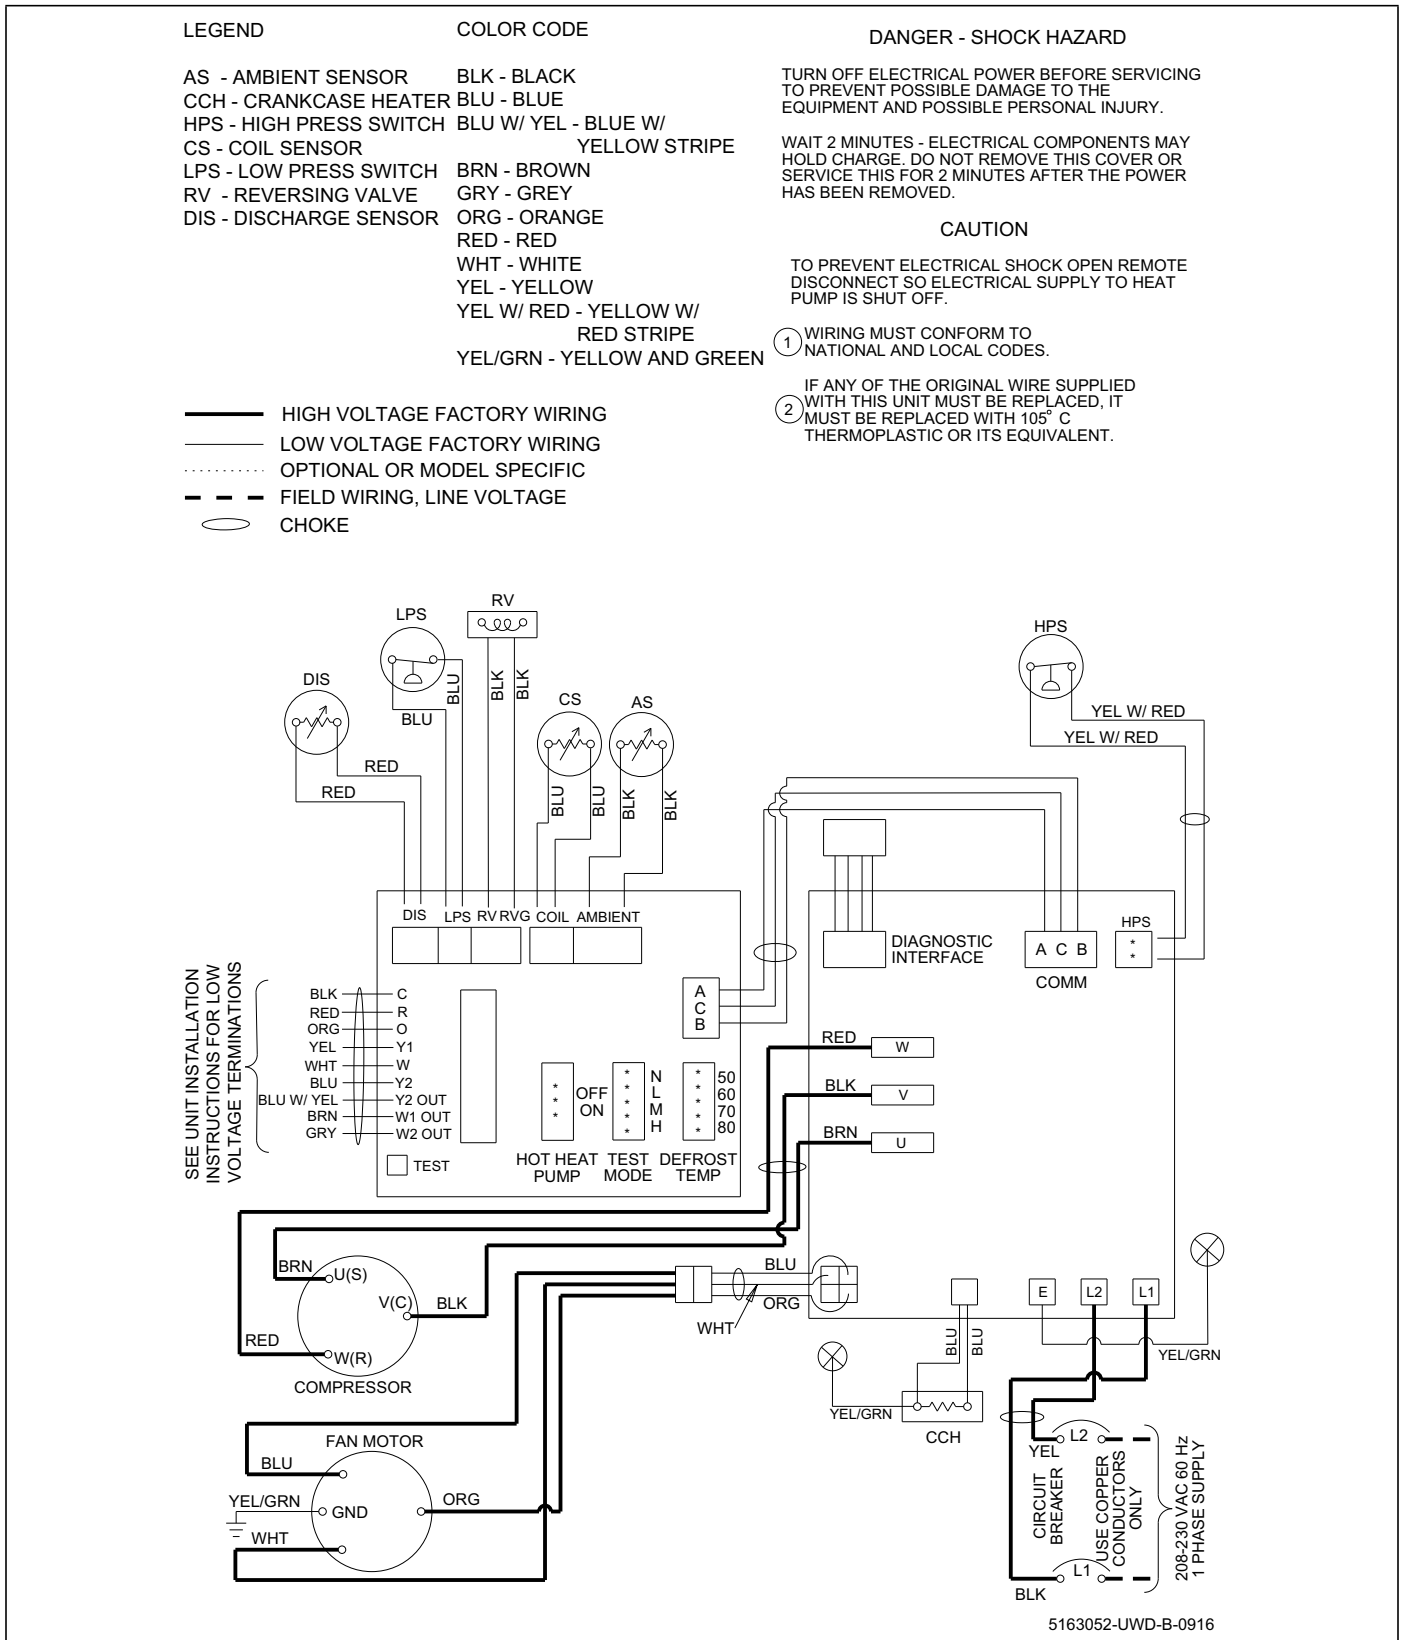 LEGEND
AS - AMBIENT SENSOR
CCH - CRANKCASE HEATER
HPS - HIGH PRESS SWITCH
CS - COIL SENSOR
LPS - LOW PRESS SWITCH
RV - REVERSING VALVE
DIS - DISCHARGE SENSOR
COLOR CODE
BLK - BLACK
BLU - BLUE
BLU W/ YEL - BLUE W/
YELLOW STRIPE
BRN - BROWN
GRY - GREY
ORG - ORANGE
RED - RED
WHT - WHITE
YEL - YELLOW
YEL W/ RED - YELLOW W/
RED STRIPE
YEL/GRN - YELLOW AND GREEN
DANGER - SHOCK HAZARD
TURN OFF ELECTRICAL POWER BEFORE SERVICING
TO PREVENT POSSIBLE DAMAGE TO THE
EQUIPMENT AND POSSIBLE PERSONAL INJURY.
WAIT 2 MINUTES - ELECTRICAL COMPONENTS MAY
HOLD CHARGE. DO NOT REMOVE THIS COVER OR
SERVICE THIS FOR 2 MINUTES AFTER THE POWER
HAS BEEN REMOVED.
CAUTION
TO PREVENT ELECTRICAL SHOCK OPEN REMOTE
DISCONNECT SO ELECTRICAL SUPPLY TO HEAT
PUMP IS SHUT OFF.
1 WIRING MUST CONFORM TO
NATIONAL AND LOCAL CODES.
2 IF ANY OF THE ORIGINAL WIRE SUPPLIED
WITH THIS UNIT MUST BE REPLACED, IT
MUST BE REPLACED WITH 105° C
THERMOPLASTIC OR ITS EQUIVALENT.
HIGH VOLTAGE FACTORY WIRING
LOW VOLTAGE FACTORY WIRING
OPTIONAL OR MODEL SPECIFIC
FIELD WIRING, LINE VOLTAGE
CHOKE
RV
LPS
HPS
DIS
CS
AS
BLU
BLU
BLK
BLK
YEL W/ RED
YEL W/ RED
RED
RED
BLU
BLU
BLK
BLK
DIS
LPS
RV
RVG
COIL
AMBIENT
DIAGNOSTIC
INTERFACE
A C B
COMM
HPS
*
*
A
C
B
SEE UNIT INSTALLATION
INSTRUCTIONS FOR LOW
VOLTAGE TERMINATIONS
BLK C
RED R
ORG O
YEL Y1
WHT W
BLU Y2
BLU W/ YEL Y2 OUT
BRN W1 OUT
GRY W2 OUT
TEST
* * *
OFF
ON
HOT HEAT
PUMP
* * * * *
N
L
M
H
TEST
MODE
* * * * *
50
60
70
80
DEFROST
TEMP
RED W
BLK V
BRN U
BRN
U(S)
V(C)
BLK
RED
W(R)
COMPRESSOR
BLU
ORG
WHT
BLU
BLU
E
L2
L1
YEL/GRN
YEL/GRN
CCH
FAN MOTOR
BLU
YEL/GRN
GND
ORG
WHT
YEL
L2
CIRCUIT
BREAKER
USE COPPER
CONDUCTORS
ONLY
208-230 VAC 60 Hz
1 PHASE SUPPLY
L1
BLK
5163052-UWD-B-0916